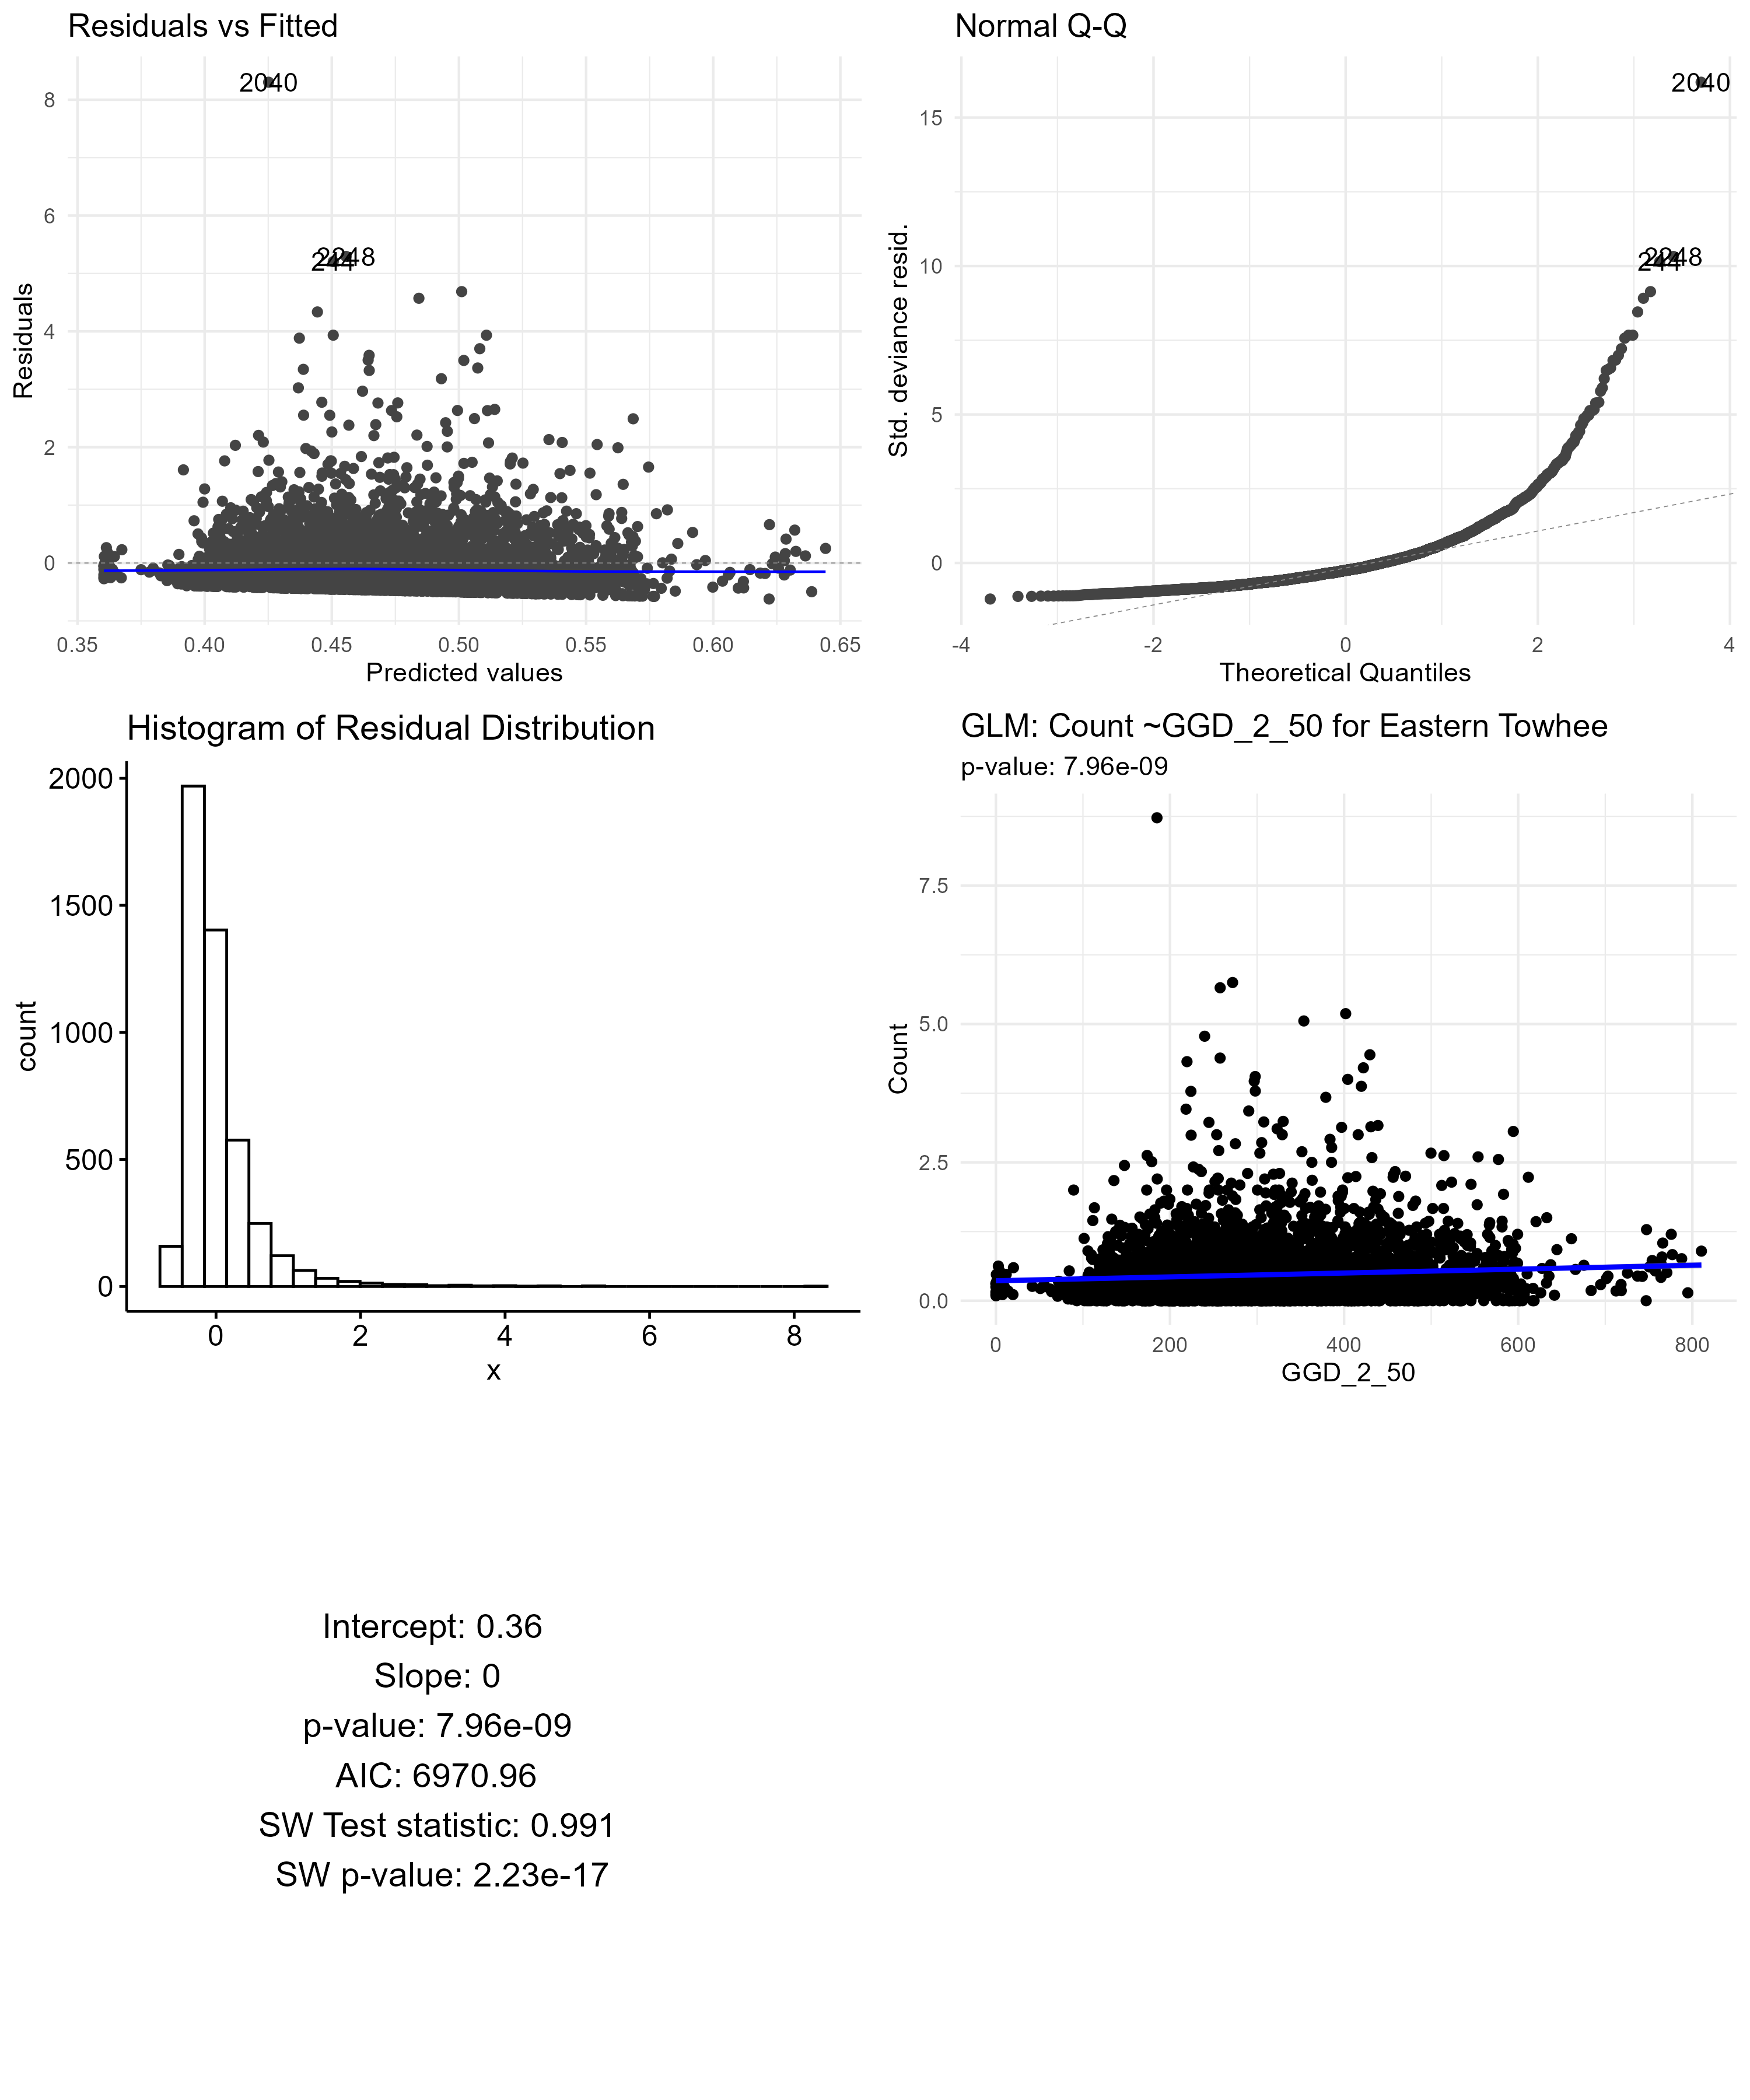 Residuals vs Fitted
2040
2248
244
8
6
4
2
0
0.35 0.40 0.45 0.50 0.55 0.60 0.65
Residuals
Predicted values
Normal Q-Q
2040
2248
244
15
10
5
0
-4 -2 0 2 4
Std. deviance resid.
Theoretical Quantiles
Histogram of Residual Distribution
2000
1500
1000
500
0
0 2 4 6 8
count
x
GLM: Count ~GGD_2_50 for Eastern Towhee
p-value: 7.96e-09
7.5
5.0
2.5
0.0
0 200 400 600 800
Count
GGD_2_50
Intercept: 0.36
Slope: 0
p-value: 7.96e-09
AIC: 6970.96
SW Test statistic: 0.991
SW p-value: 2.23e-17